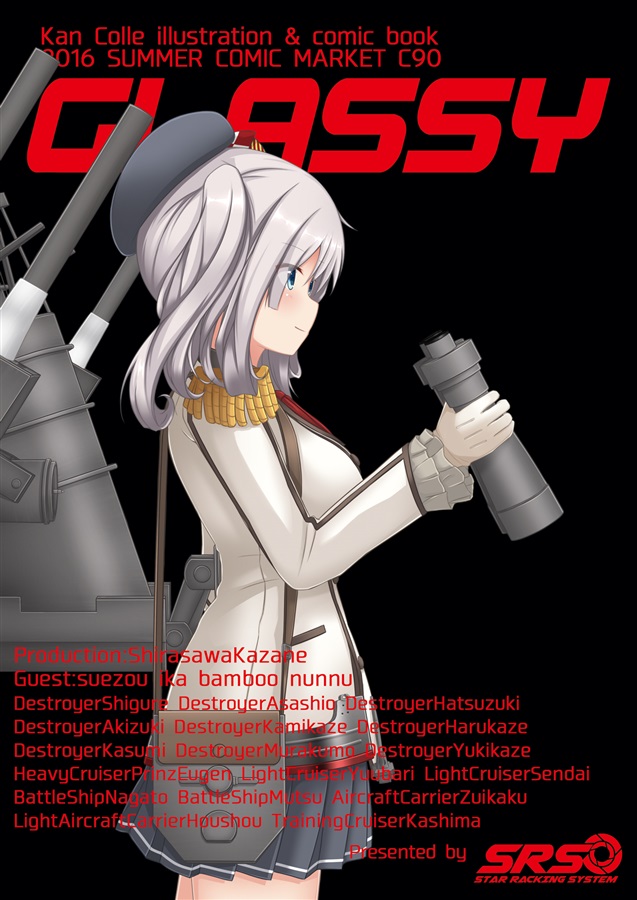 Kan Colle illustration & comic book
2016 SUMMER COMIC MARKET C90
GLASSY
Production:ShirasawaKazane
Guest:suezou ika bamboo nunnu
DestroyerShigure DestroyerAsashio DestroyerHatsuzuki
DestroyerAkizuki DestroyerKamikaze DestroyerHarukaze
DestroyerKasumi DestroyerMurakumo DestroyerYukikaze
HeavyCruiserPrinzEugen LightCruiserYuubari LightCruiserSendai
BattleShipNagato BattleShipMutsu AircraftCarrierZuikaku
LightAircraftCarrierHoushou TrainingCruiserKashima
Presented by SRS
STAR RACKING SYSTEM